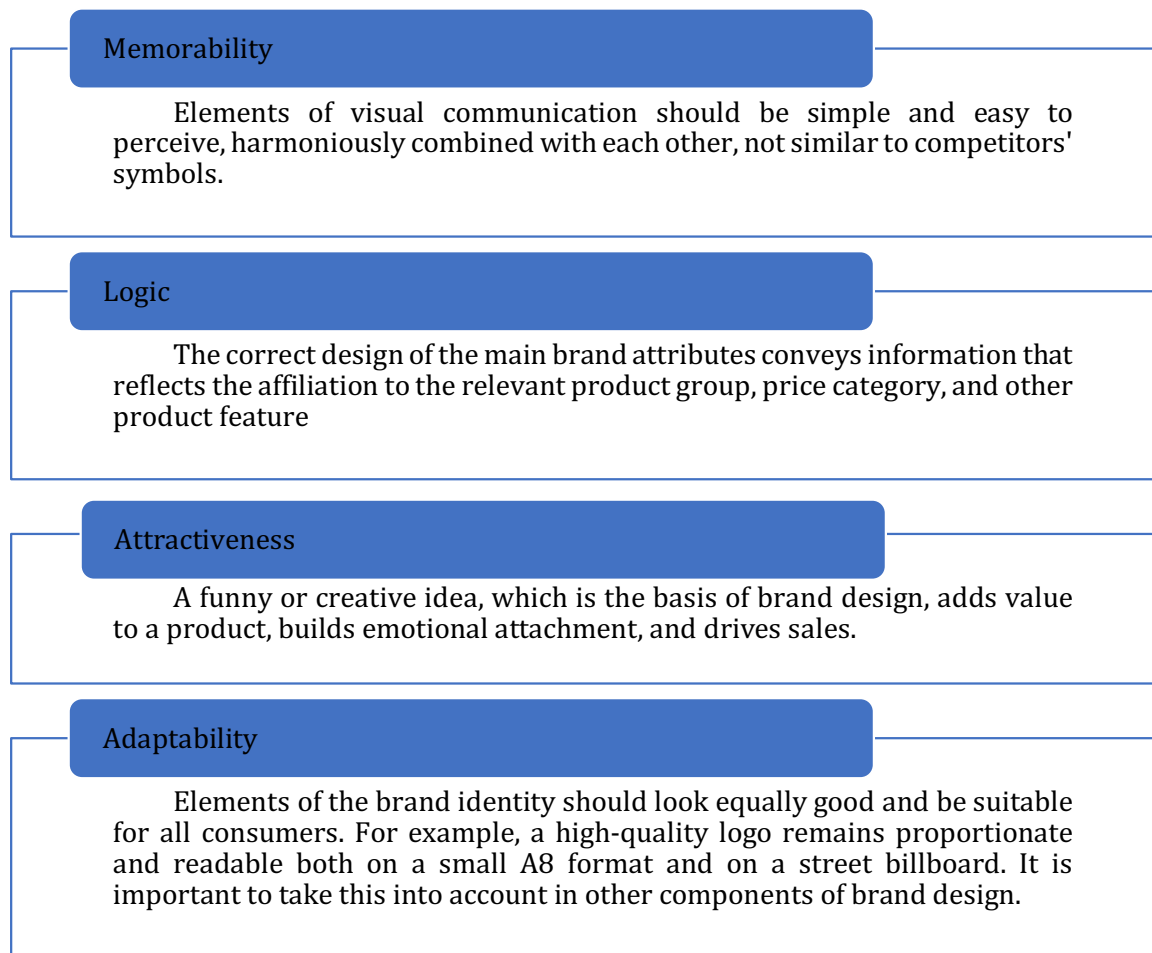 Memorability
Elements of visual communication should be simple and easy to
perceive, harmoniously combined with each other, not similar to competitors'
symbols.
Logic
The correct design of the main brand attributes conveys information that
reflects the affiliation to the relevant product group, price category, and other
product feature
Attractiveness
A funny or creative idea, which is the basis of brand design, adds value
to a product, builds emotional attachment, and drives sales.
Adaptability
Elements of the brand identity should look equally good and be suitable
for all consumers. For example, a high-quality logo remains proportionate
and readable both on a small A8 format and on a street billboard. It is
important to take this into account in other components of brand design.